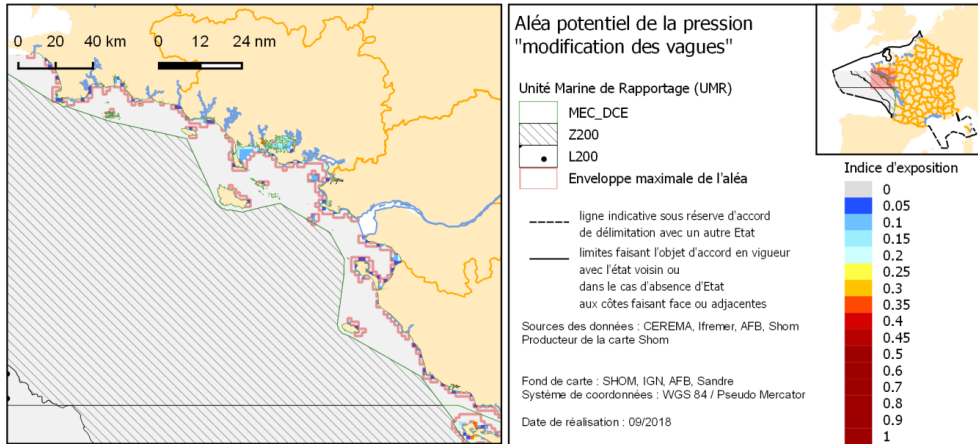 0 20 40 km 0 12 24 nm
Aléa potentiel de la pression
"modification des vagues"
Unité Marine de Rapportage (UMR)
MEC_DCE
Z200
L200
Enveloppe maximale de l'aléa
ligne indicative sous réserve d'accord
de délimitation avec un autre Etat
limites faisant l'objet d'accord en vigueur
avec l'état voisin ou
dans le cas d'absence d'Etat
aux côtes faisant face ou adjacentes
Sources des données : CEREMA, Ifremer, AFB, Shom
Producteur de la carte Shom
Fond de carte : SHOM, IGN, AFB, Sandre
Système de coordonnées : WGS 84 / Pseudo Mercator
Date de réalisation : 09/2018
Indice d'exposition
0
0.05
0.1
0.15
0.2
0.25
0.3
0.35
0.4
0.45
0.5
0.6
0.7
0.8
0.9
1